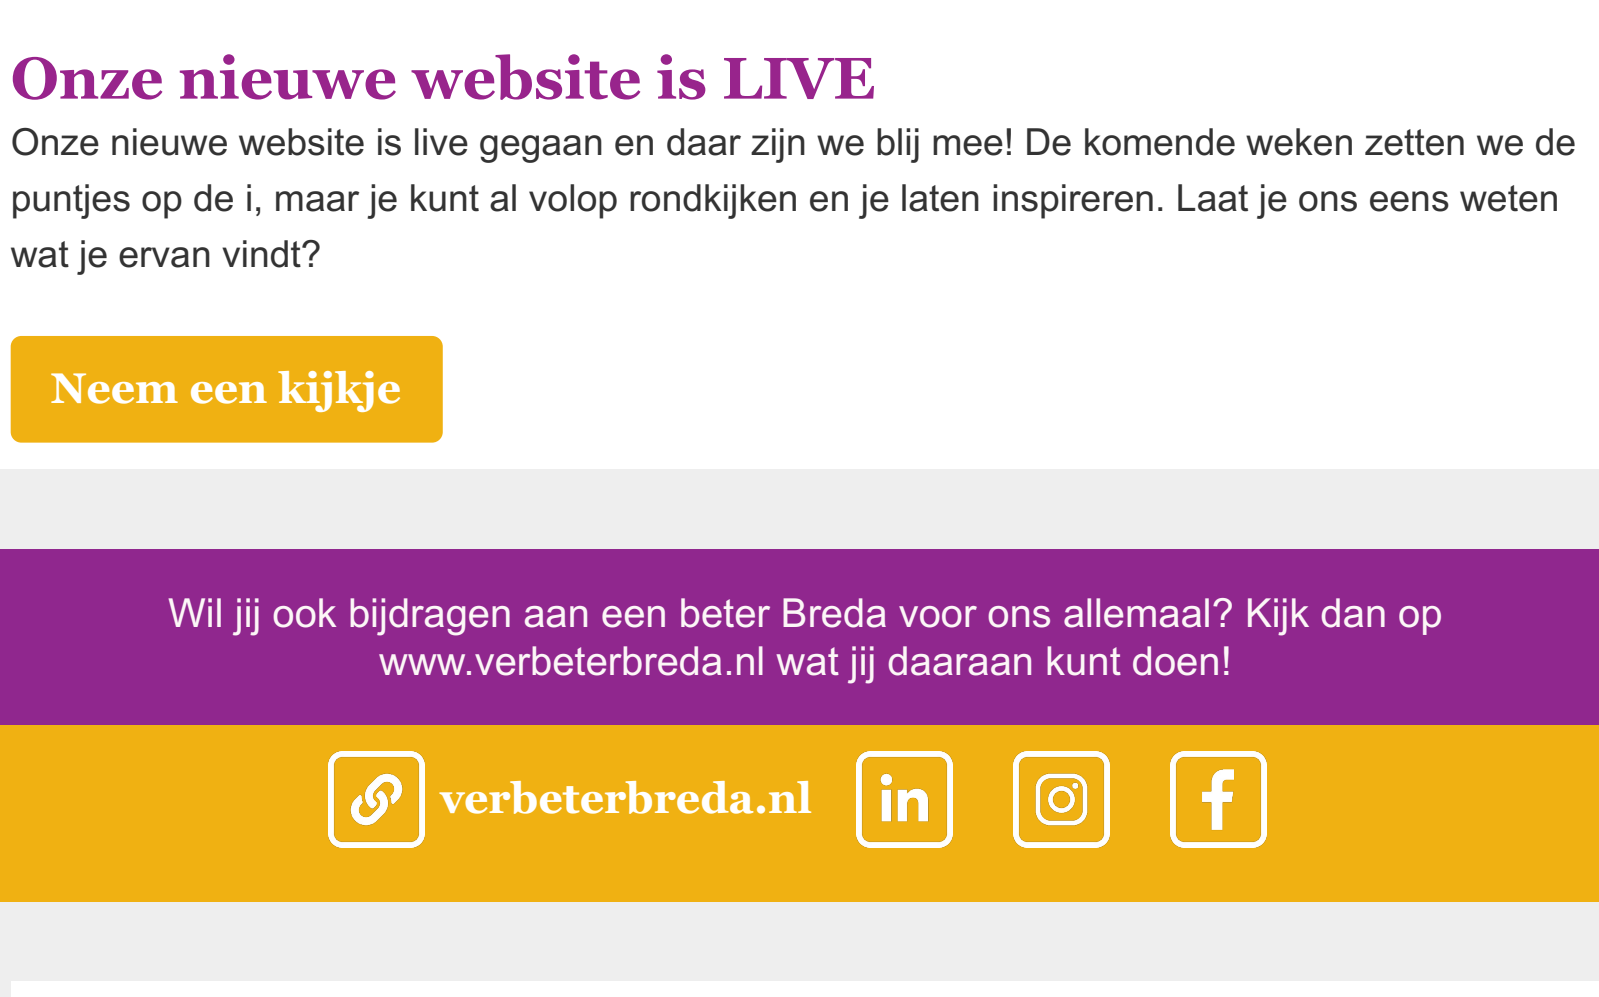 Onze nieuwe website is LIVE
Onze nieuwe website is live gegaan en daar zijn we blij mee! De komende weken zetten we de
puntjes op de i, maar je kunt al volop rondkijken en je laten inspireren. Laat je ons eens weten
wat je ervan vindt?
Neem een kijkje
Wil jij ook bijdragen aan een beter Breda voor ons allemaal? Kijk dan op
www.verbeterbreda.nl wat jij daaraan kunt doen!
verbeterbreda.nl